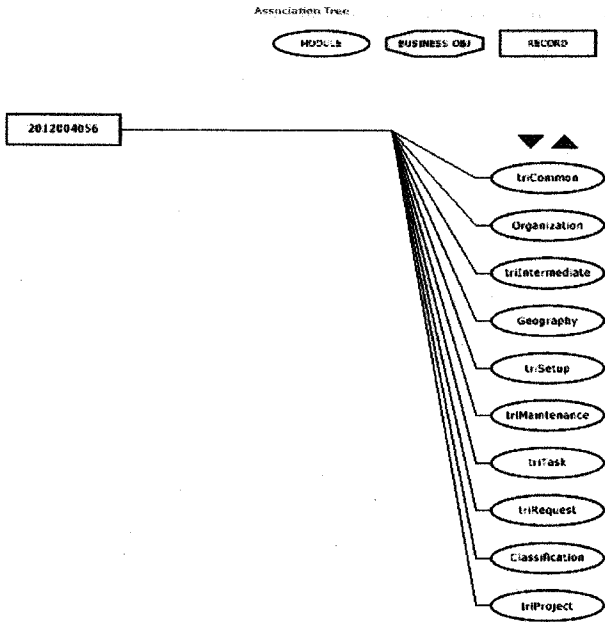 Association Tree
MODULE
BUSINESS OBJ
RECORD
2012004056
triCommon
Organization
triIntermediate
Geography
triSetup
triMaintenance
triTask
triRequest
Classification
triProject